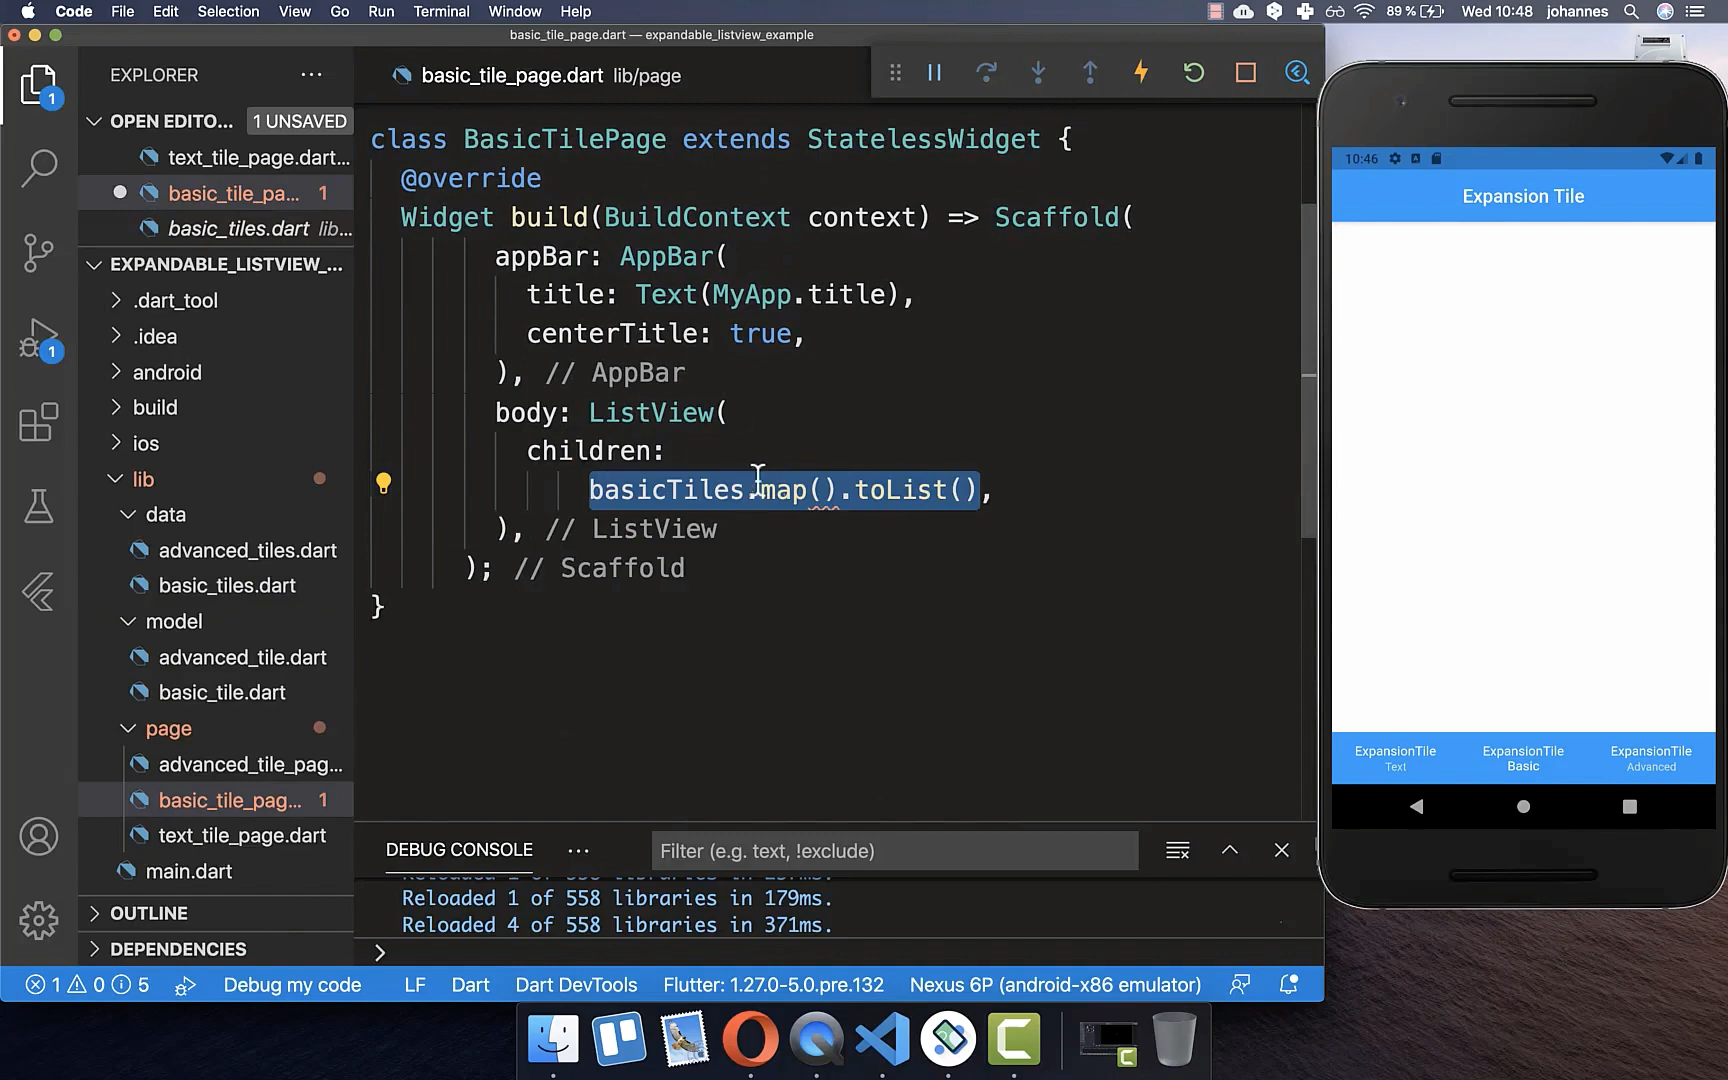 Code File Edit Selection View Go Run Terminal Window Help 89 % Wed 10:48 johannes
basic_tile_page.dart — expandable_listview_example
EXPLORER
OPEN EDITO... 1 UNSAVED
text_tile_page.dart...
basic_tile_pa... 1
basic_tiles.dart lib...
EXPANDABLE_LISTVIEW_...
.dart_tool
.idea
android
build
ios
lib
data
advanced_tiles.dart
basic_tiles.dart
model
advanced_tile.dart
basic_tile.dart
page
advanced_tile_pag...
basic_tile_pag... 1
text_tile_page.dart
main.dart
OUTLINE
DEPENDENCIES
1
1
basic_tile_page.dart lib/page
class BasicTilePage extends StatelessWidget {
@override
Widget build(BuildContext context) => Scaffold(
appBar: AppBar(
title: Text(MyApp.title),
centerTitle: true,
), // AppBar
body: ListView(
children:
basicTiles.map().toList(),
), // ListView
); // Scaffold
}
DEBUG CONSOLE ... Filter (e.g. text, !exclude)
Reloaded 1 of 558 libraries in 179ms.
Reloaded 4 of 558 libraries in 371ms.
>
1 0 5 Debug my code LF Dart Dart DevTools Flutter: 1.27.0-5.0.pre.132 Nexus 6P (android-x86 emulator)
10:46
Expansion Tile
ExpansionTile ExpansionTile ExpansionTile
Text Basic Advanced